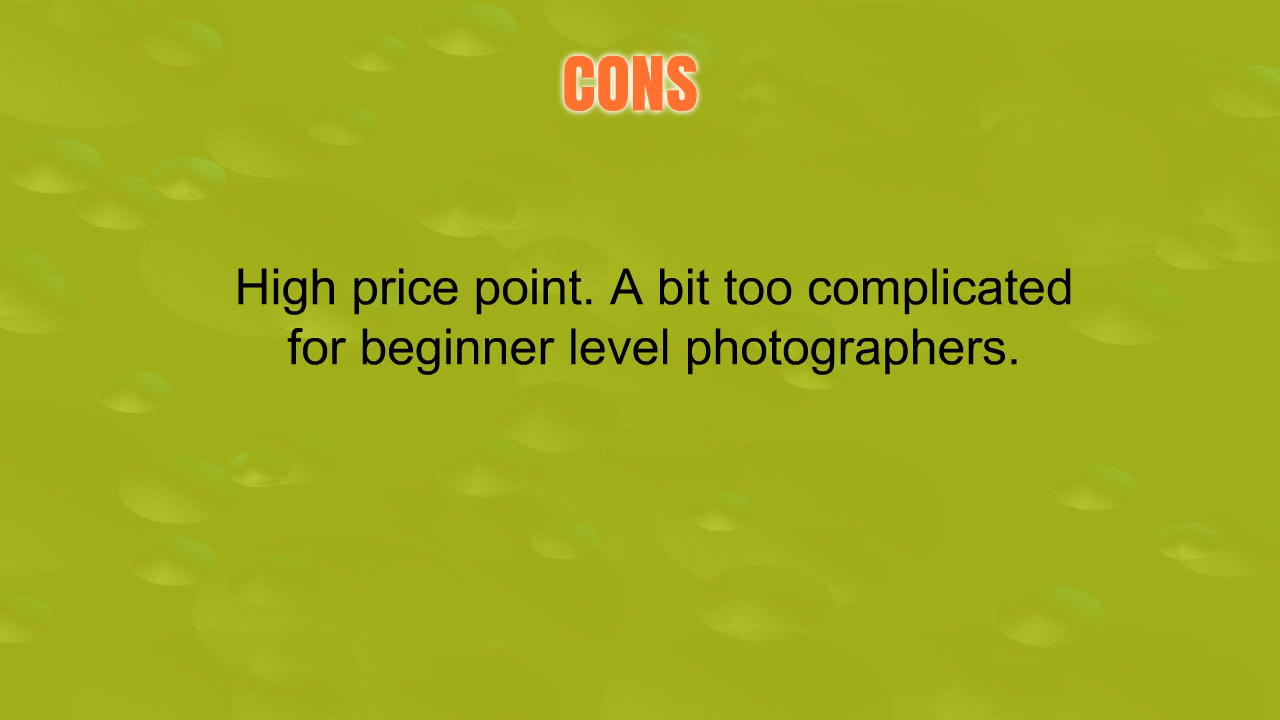 CONS
High price point. A bit too complicated
for beginner level photographers.